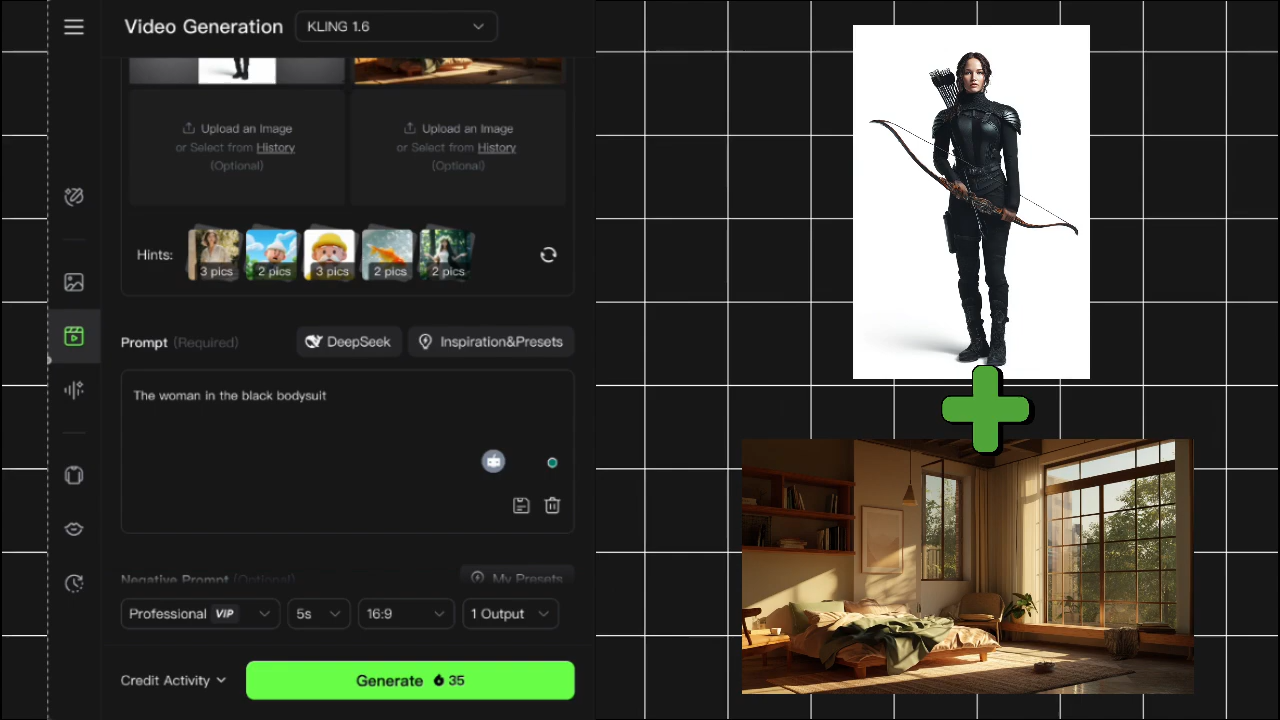 Video Generation
KLING 1.6
Upload an Image
or Select from History
(Optional)
Upload an Image
or Select from History
(Optional)
Hints:
3 pics
2 pics
3 pics
2 pics
2 pics
Prompt (Required)
DeepSeek
Inspiration&Presets
The woman in the black bodysuit
Negative Prompt (Optional)
My Presets
Professional VIP
5s
16:9
1 Output
Credit Activity
Generate 35